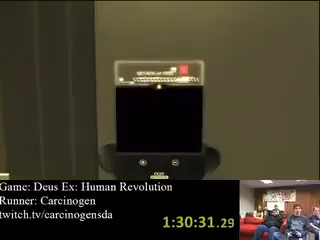 Game: Deus Ex: Human Revolution
Runner: Carcinogen
twitch.tv/carcinogensda
1:30:31.29